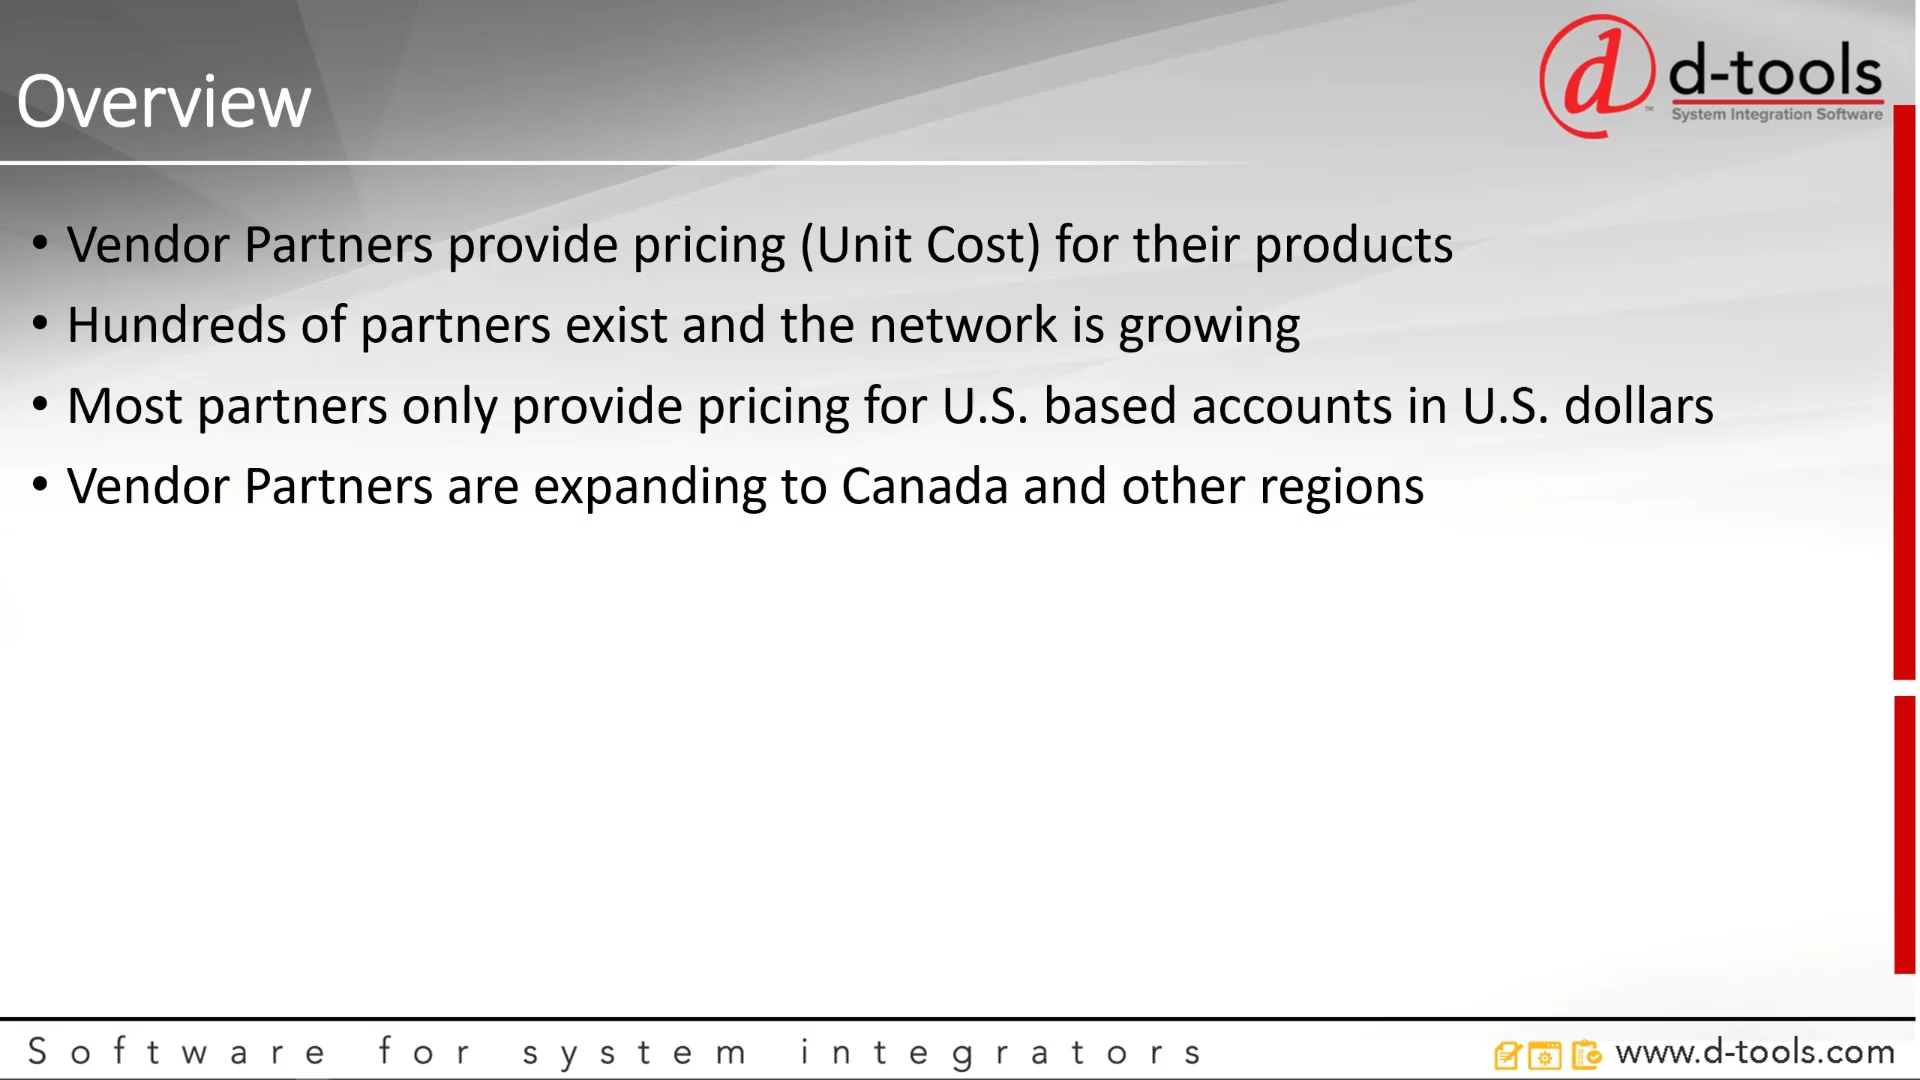 Overview
d-tools
System Integration Software
• Vendor Partners provide pricing (Unit Cost) for their products
• Hundreds of partners exist and the network is growing
• Most partners only provide pricing for U.S. based accounts in U.S. dollars
• Vendor Partners are expanding to Canada and other regions
Software for system integrators
www.d-tools.com